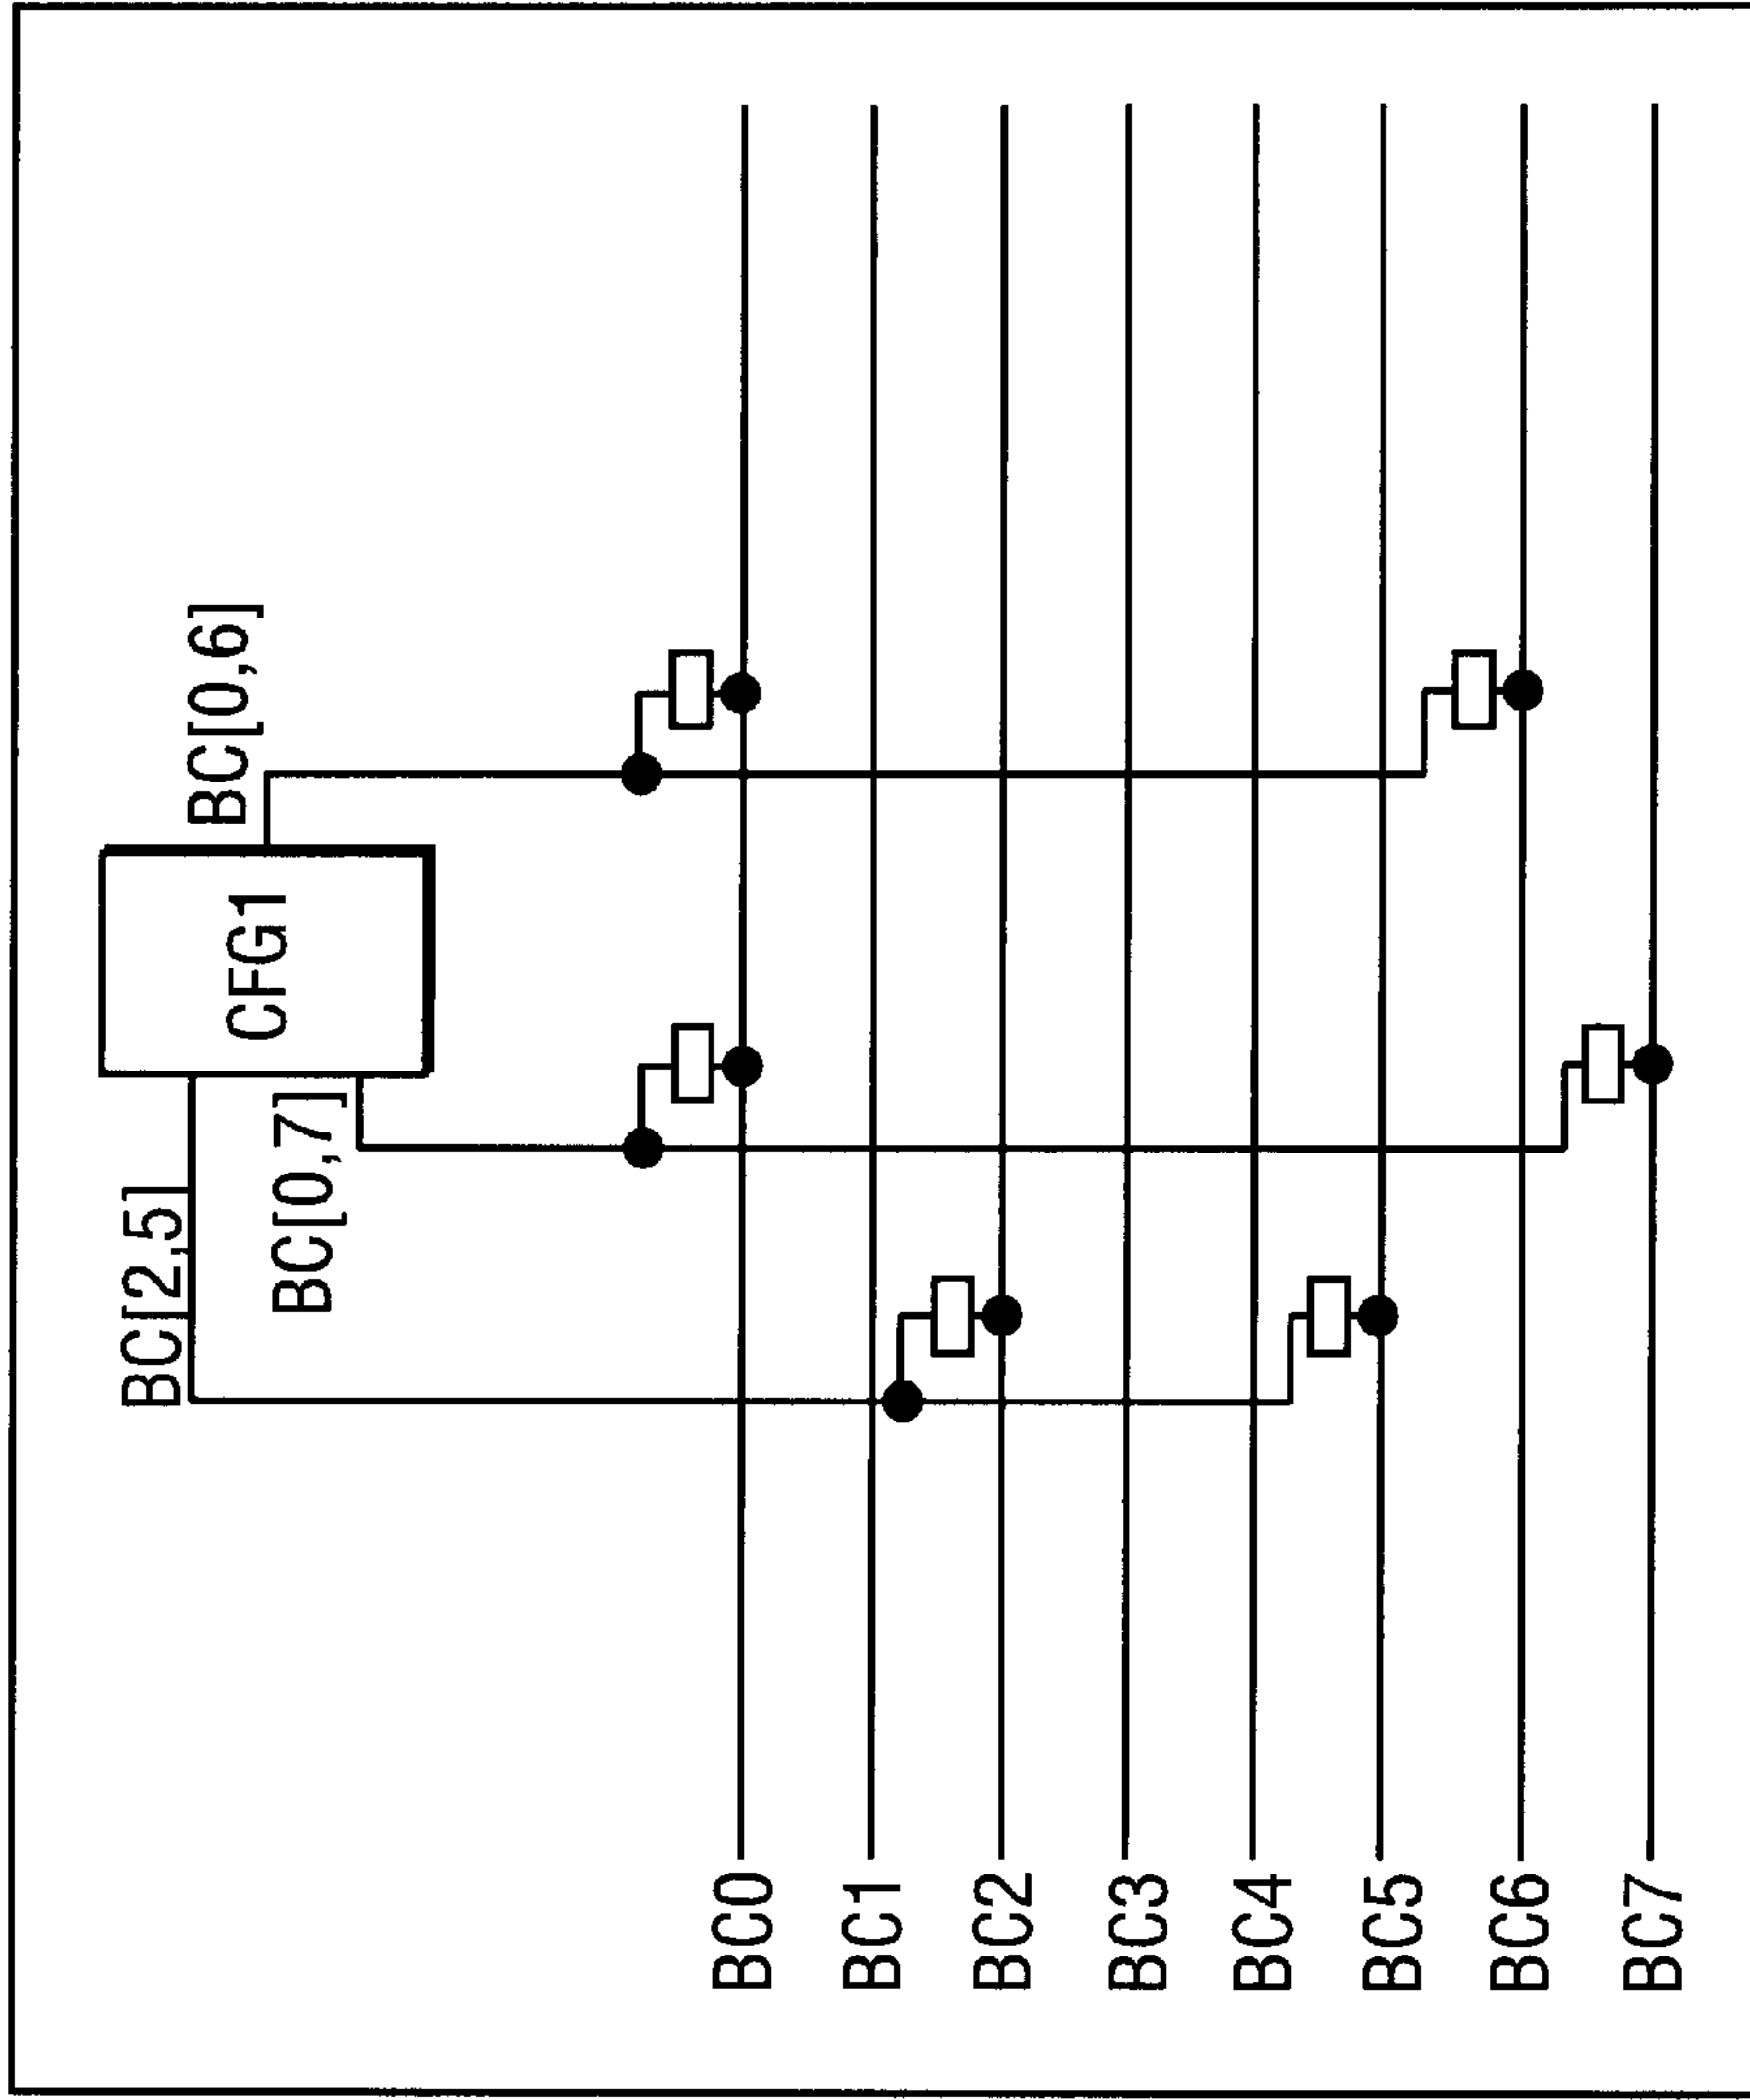 BC[2,5]
BC[0,7]
CFG1
BC[0,6]
BC0
BC1
BC2
BC3
BC4
BC5
BC6
BC7